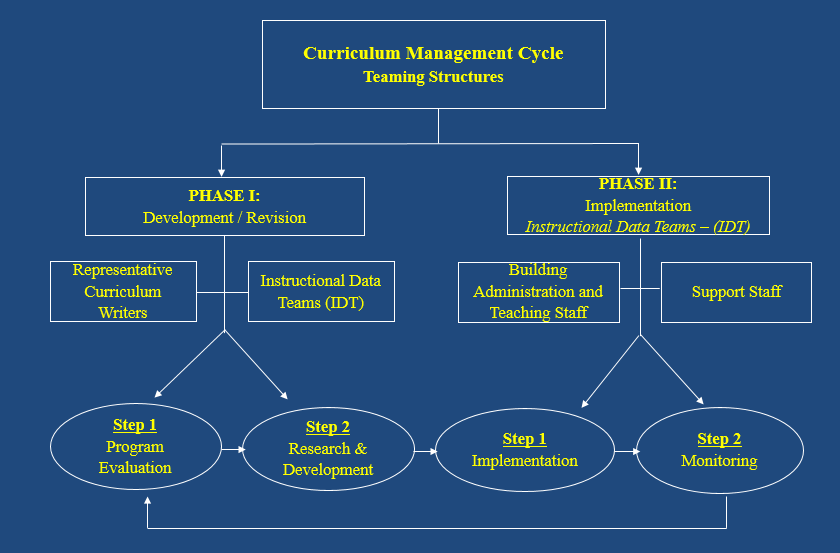 Curriculum Management Cycle
Teaming Structures
PHASE I:
Development / Revision
PHASE II:
Implementation
Instructional Data Teams – (IDT)
Representative
Curriculum
Writers
Instructional Data
Teams (IDT)
Building
Administration and
Teaching Staff
Support Staff
Step 1
Program
Evaluation
Step 2
Research &
Development
Step 1
Implementation
Step 2
Monitoring